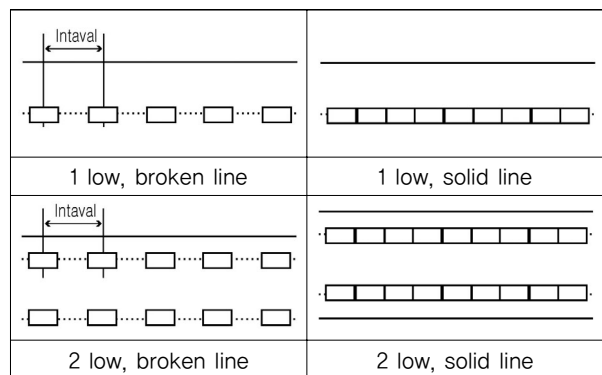 Intaval
1 low, broken line
1 low, solid line
Intaval
2 low, broken line
2 low, solid line